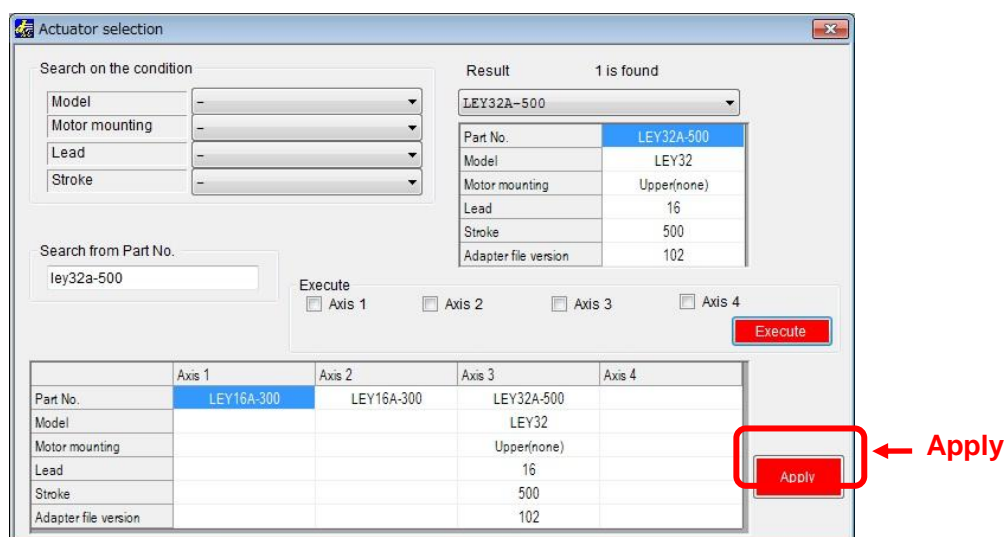 Actuator selection
Search on the condition
Model -
Motor mounting -
Lead -
Stroke -
Result 1 is found
LEY32A-500
Part No. LEY32A-500
Model LEY32
Motor mounting Upper(none)
Lead 16
Stroke 500
Adapter file version 102
Search from Part No.
ley32a-500
Execute
Axis 1 Axis 2 Axis 3 Axis 4
Execute
Axis 1 Axis 2 Axis 3 Axis 4
Part No. LEY16A-300 LEY16A-300 LEY32A-500
Model LEY32
Motor mounting Upper(none)
Lead 16
Stroke 500
Adapter file version 102
Apply
Apply